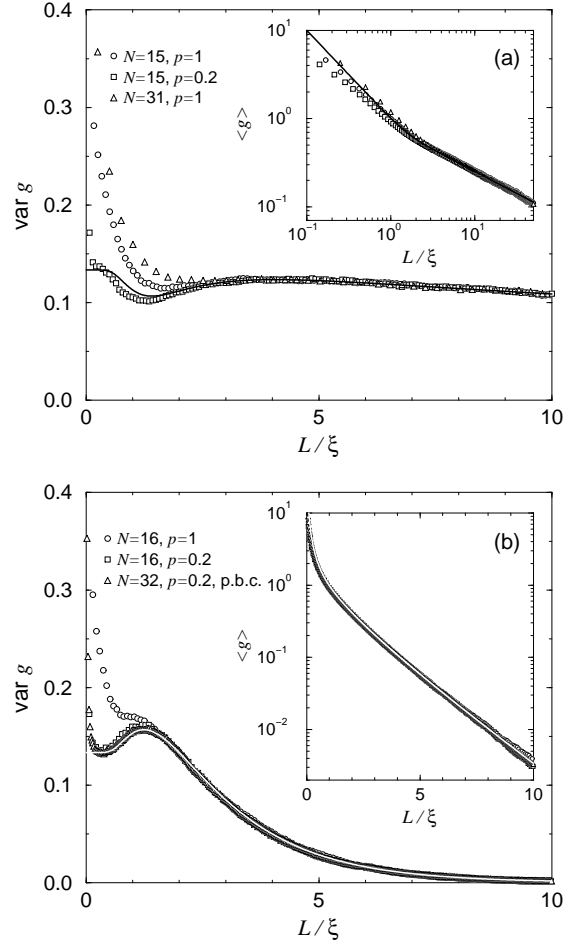 0.4
0.3
0.2
0.1
0.0
var g
N=15, p=1
N=15, p=0.2
N=31, p=1
0
5
10
L/ξ
(a)
10^1
10^0
10^-1
<g>
10^-1
10^0
10^1
L/ξ
0.4
0.3
0.2
0.1
0.0
var g
N=16, p=1
N=16, p=0.2
N=32, p=0.2, p.b.c.
0
5
10
L/ξ
(b)
10^1
10^0
10^-1
10^-2
<g>
0
5
10
L/ξ